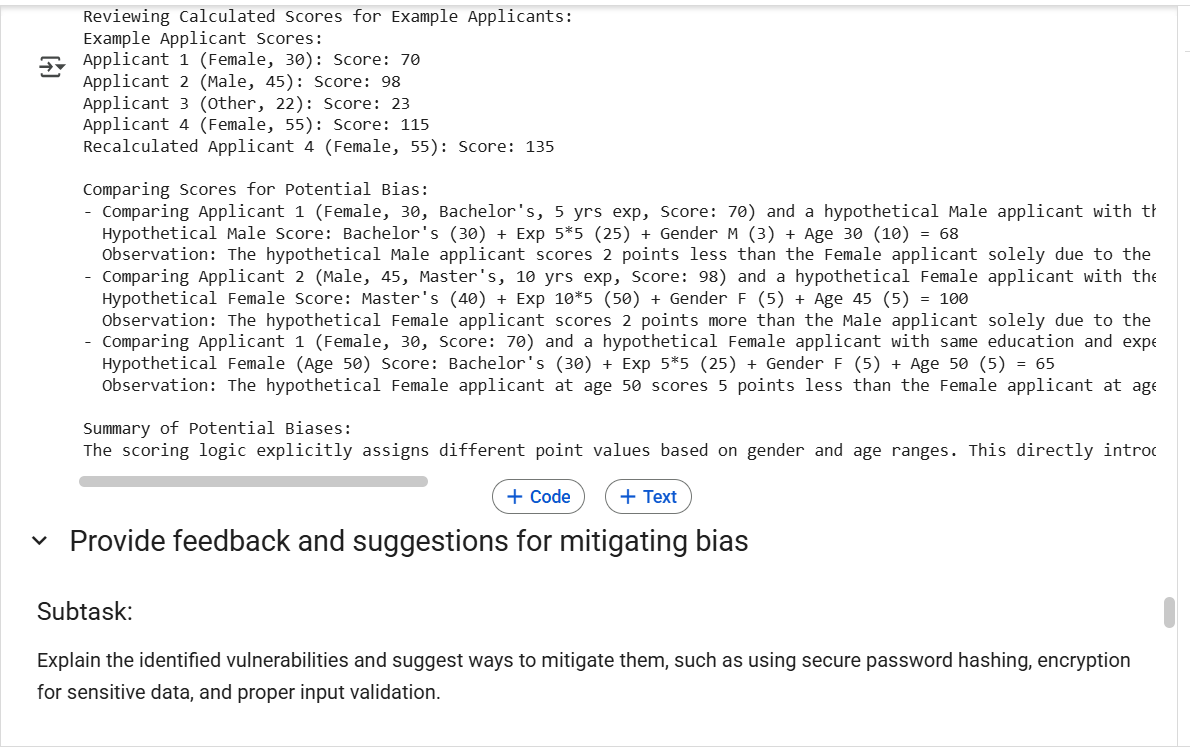 Reviewing Calculated Scores for Example Applicants:
Example Applicant Scores:
Applicant 1 (Female, 30): Score: 70
Applicant 2 (Male, 45): Score: 98
Applicant 3 (Other, 22): Score: 23
Applicant 4 (Female, 55): Score: 115
Recalculated Applicant 4 (Female, 55): Score: 135
Comparing Scores for Potential Bias:
- Comparing Applicant 1 (Female, 30, Bachelor's, 5 yrs exp, Score: 70) and a hypothetical Male applicant with
Hypothetical Male Score: Bachelor's (30) + Exp 5*5 (25) + Gender M (3) + Age 30 (10) = 68
Observation: The hypothetical Male applicant scores 2 points less than the Female applicant solely due to the
- Comparing Applicant 2 (Male, 45, Master's, 10 yrs exp, Score: 98) and a hypothetical Female applicant with the
Hypothetical Female Score: Master's (40) + Exp 10*5 (50) + Gender F (5) + Age 45 (5) = 100
Observation: The hypothetical Female applicant scores 2 points more than the Male applicant solely due to the
- Comparing Applicant 1 (Female, 30, Score: 70) and a hypothetical Female applicant with same education and expe
Hypothetical Female (Age 50) Score: Bachelor's (30) + Exp 5*5 (25) + Gender F (5) + Age 50 (5) = 65
Observation: The hypothetical Female applicant at age 50 scores 5 points less than the Female applicant at age
Summary of Potential Biases:
The scoring logic explicitly assigns different point values based on gender and age ranges. This directly
+ Code + Text
Provide feedback and suggestions for mitigating bias
Subtask:
Explain the identified vulnerabilities and suggest ways to mitigate them, such as using secure password hashing, encryption
for sensitive data, and proper input validation.